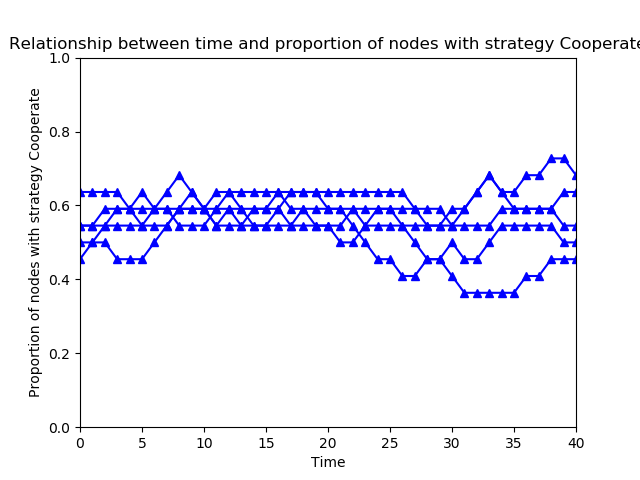 Relationship between time and proportion of nodes with strategy Cooperate
1.0
0.8
0.6
0.4
0.2
0.0
Proportion of nodes with strategy Cooperate
0 5 10 15 20 25 30 35 40
Time